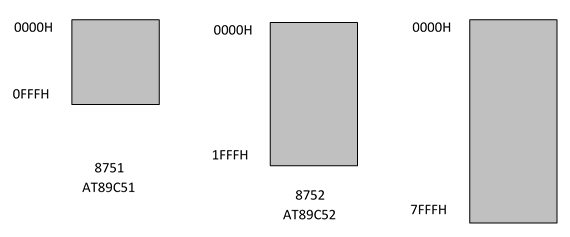 0000H
0FFFH
8751
AT89C51
0000H
1FFFH
8752
AT89C52
0000H
7FFFH